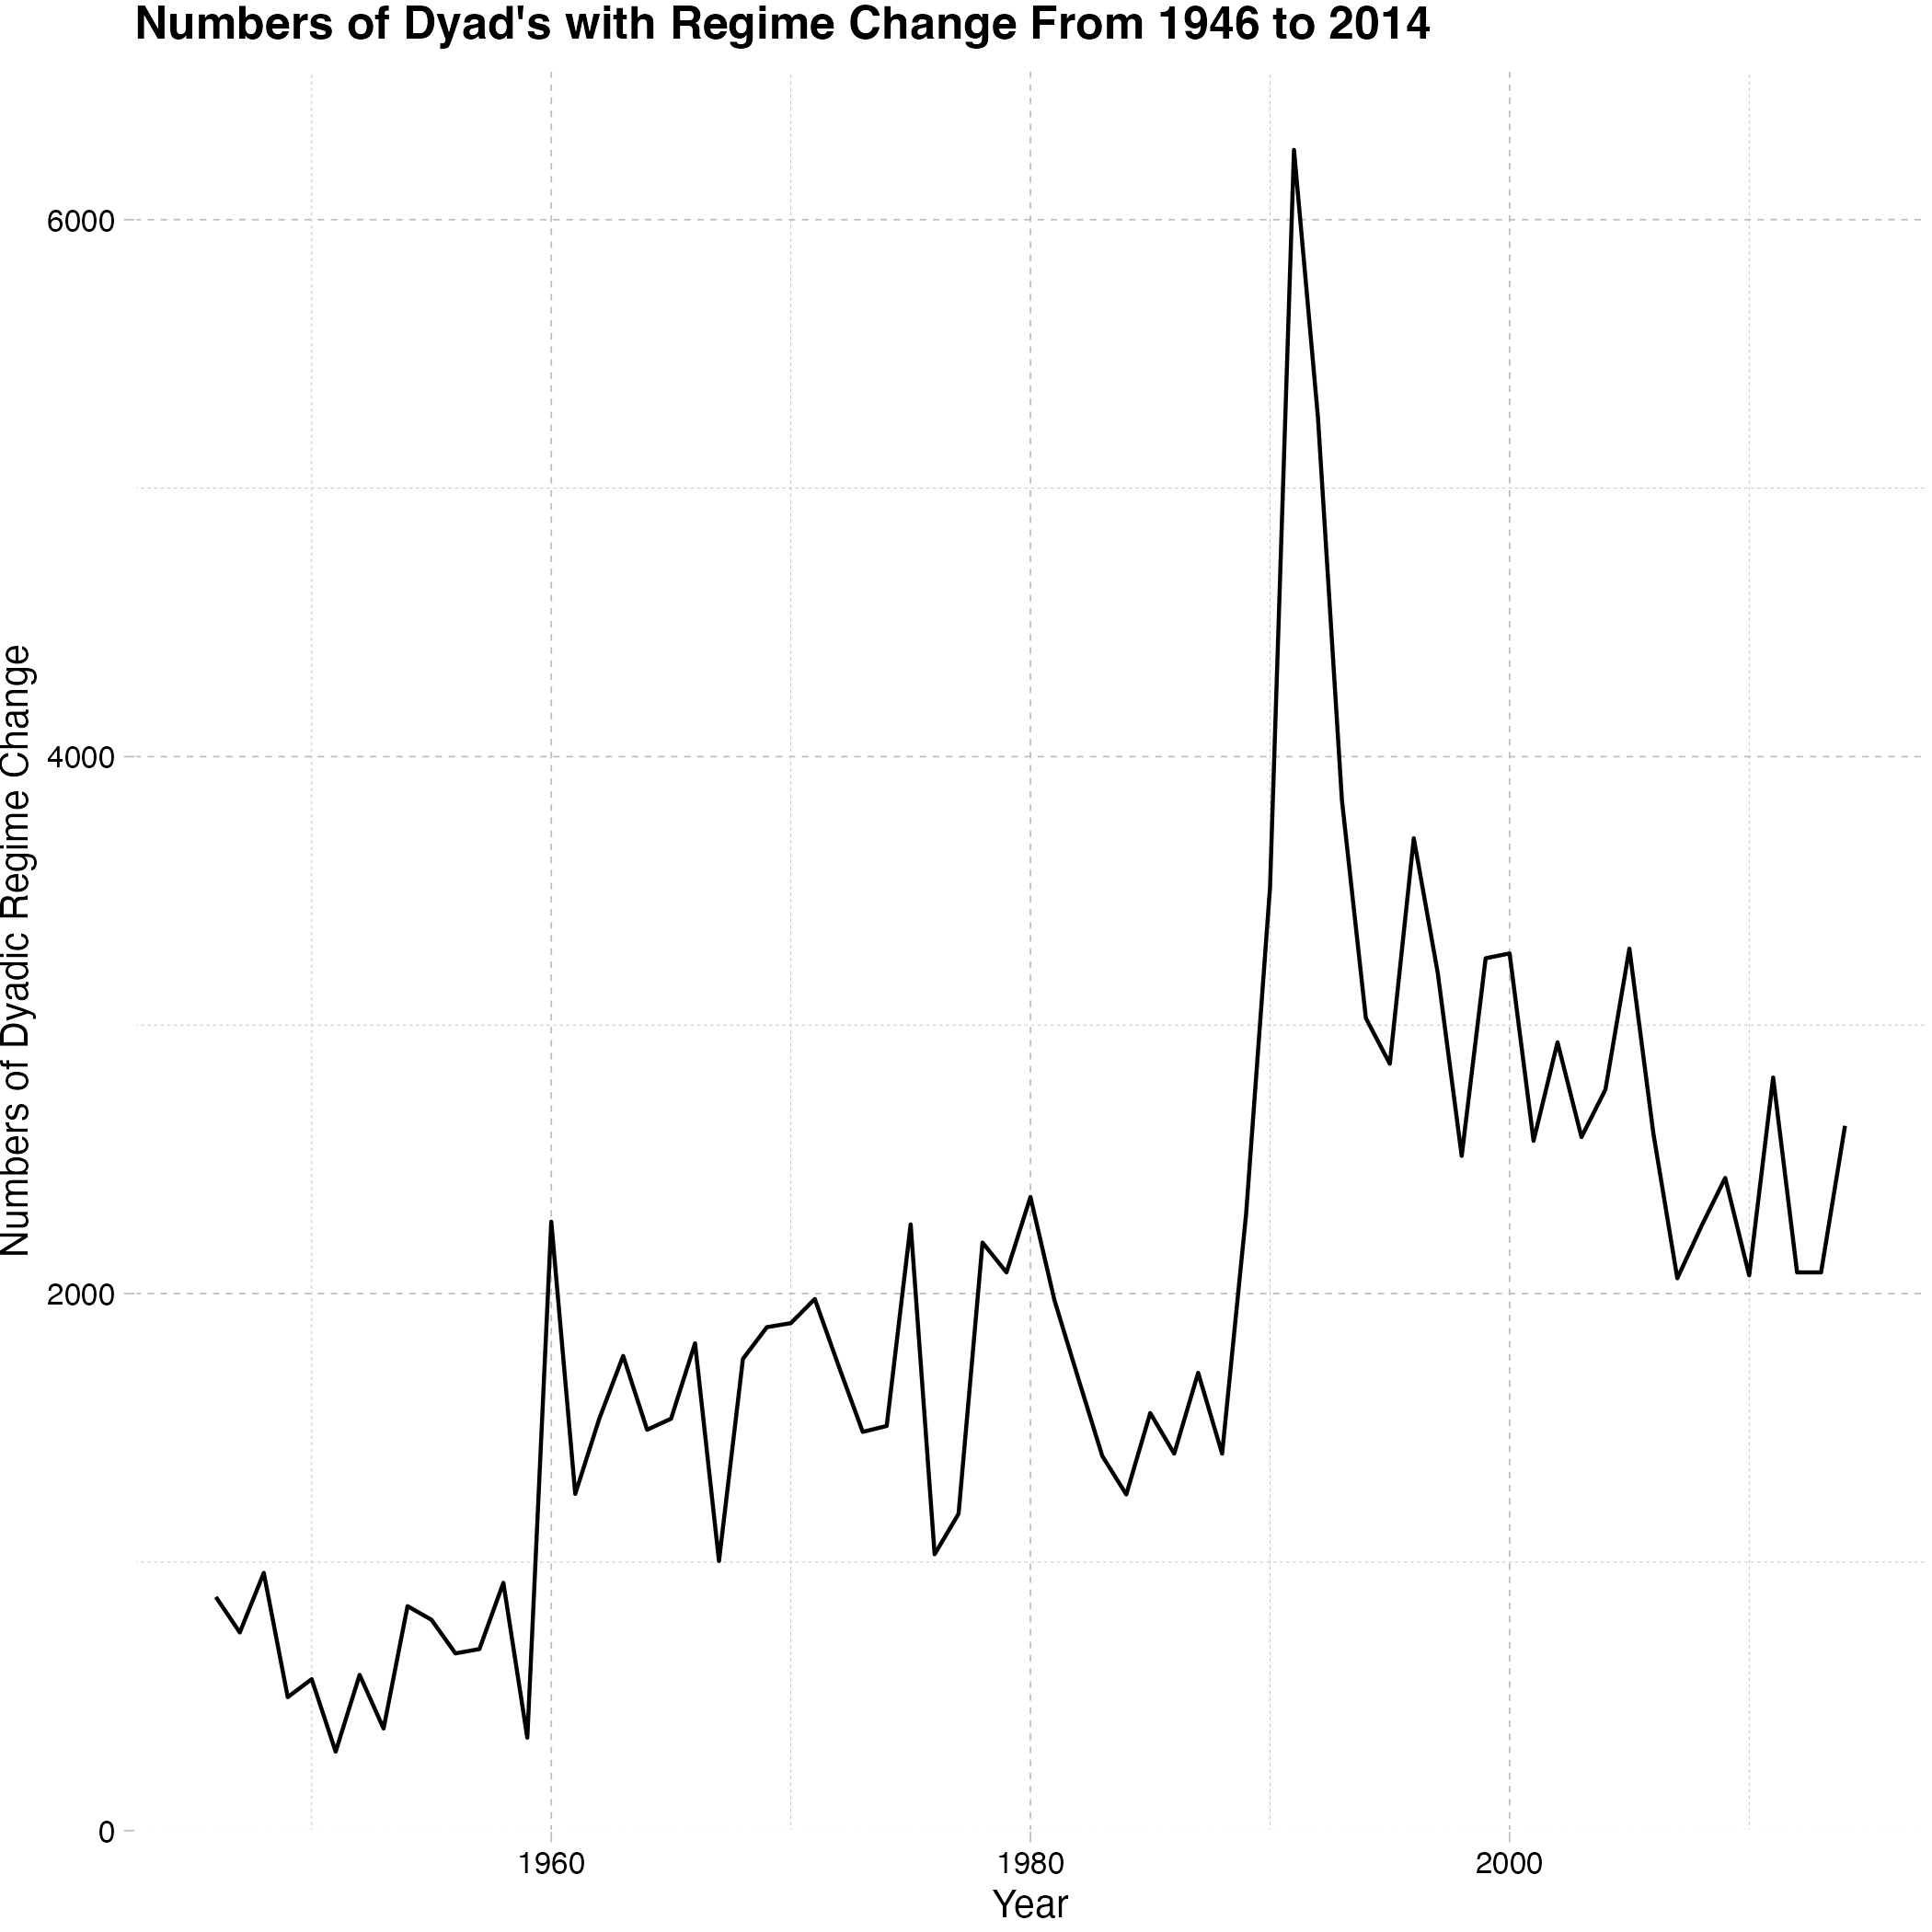 Numbers of Dyad's with Regime Change From 1946 to 2014
Numbers of Dyadic Regime Change
6000
4000
2000
0
1960
1980
2000
Year